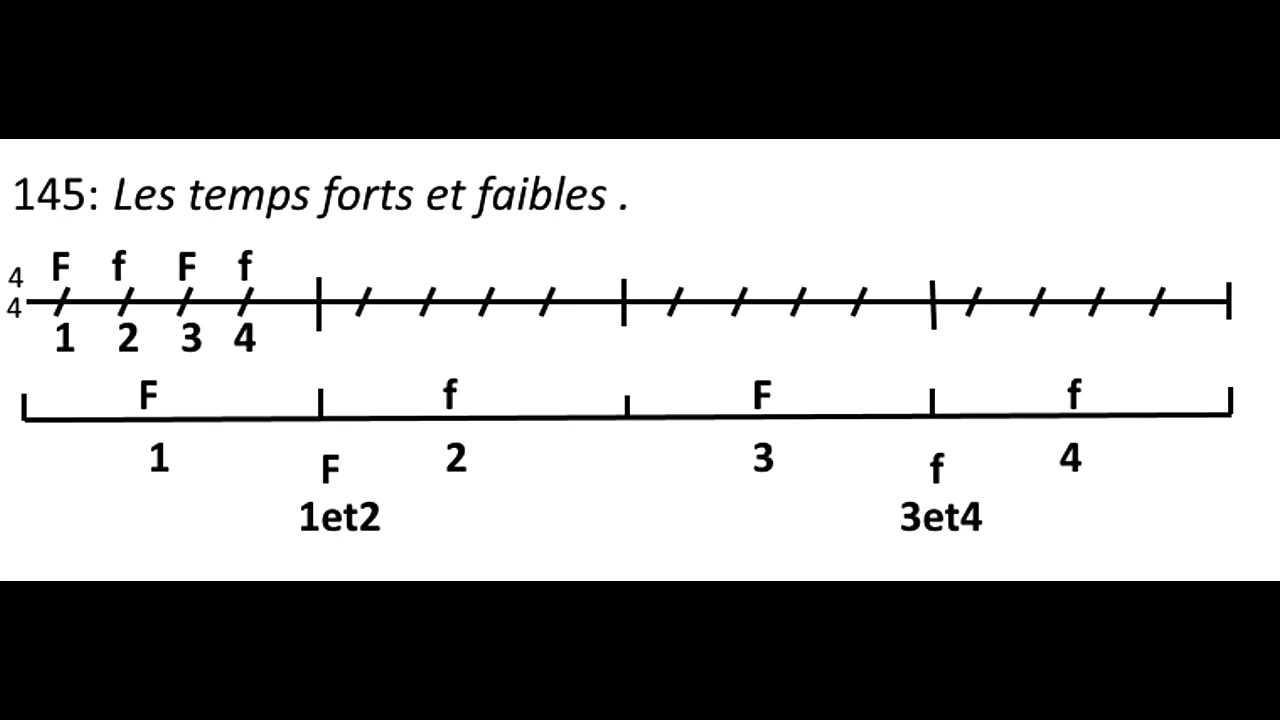 145: Les temps forts et faibles .
F f F f
4
4
1 2 3 4
F f F f
1 2 3 4
F f
1et2 3et4